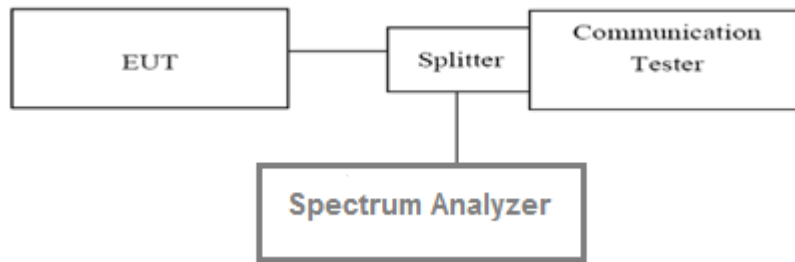 EUT
Splitter
Communication
Tester
Spectrum Analyzer